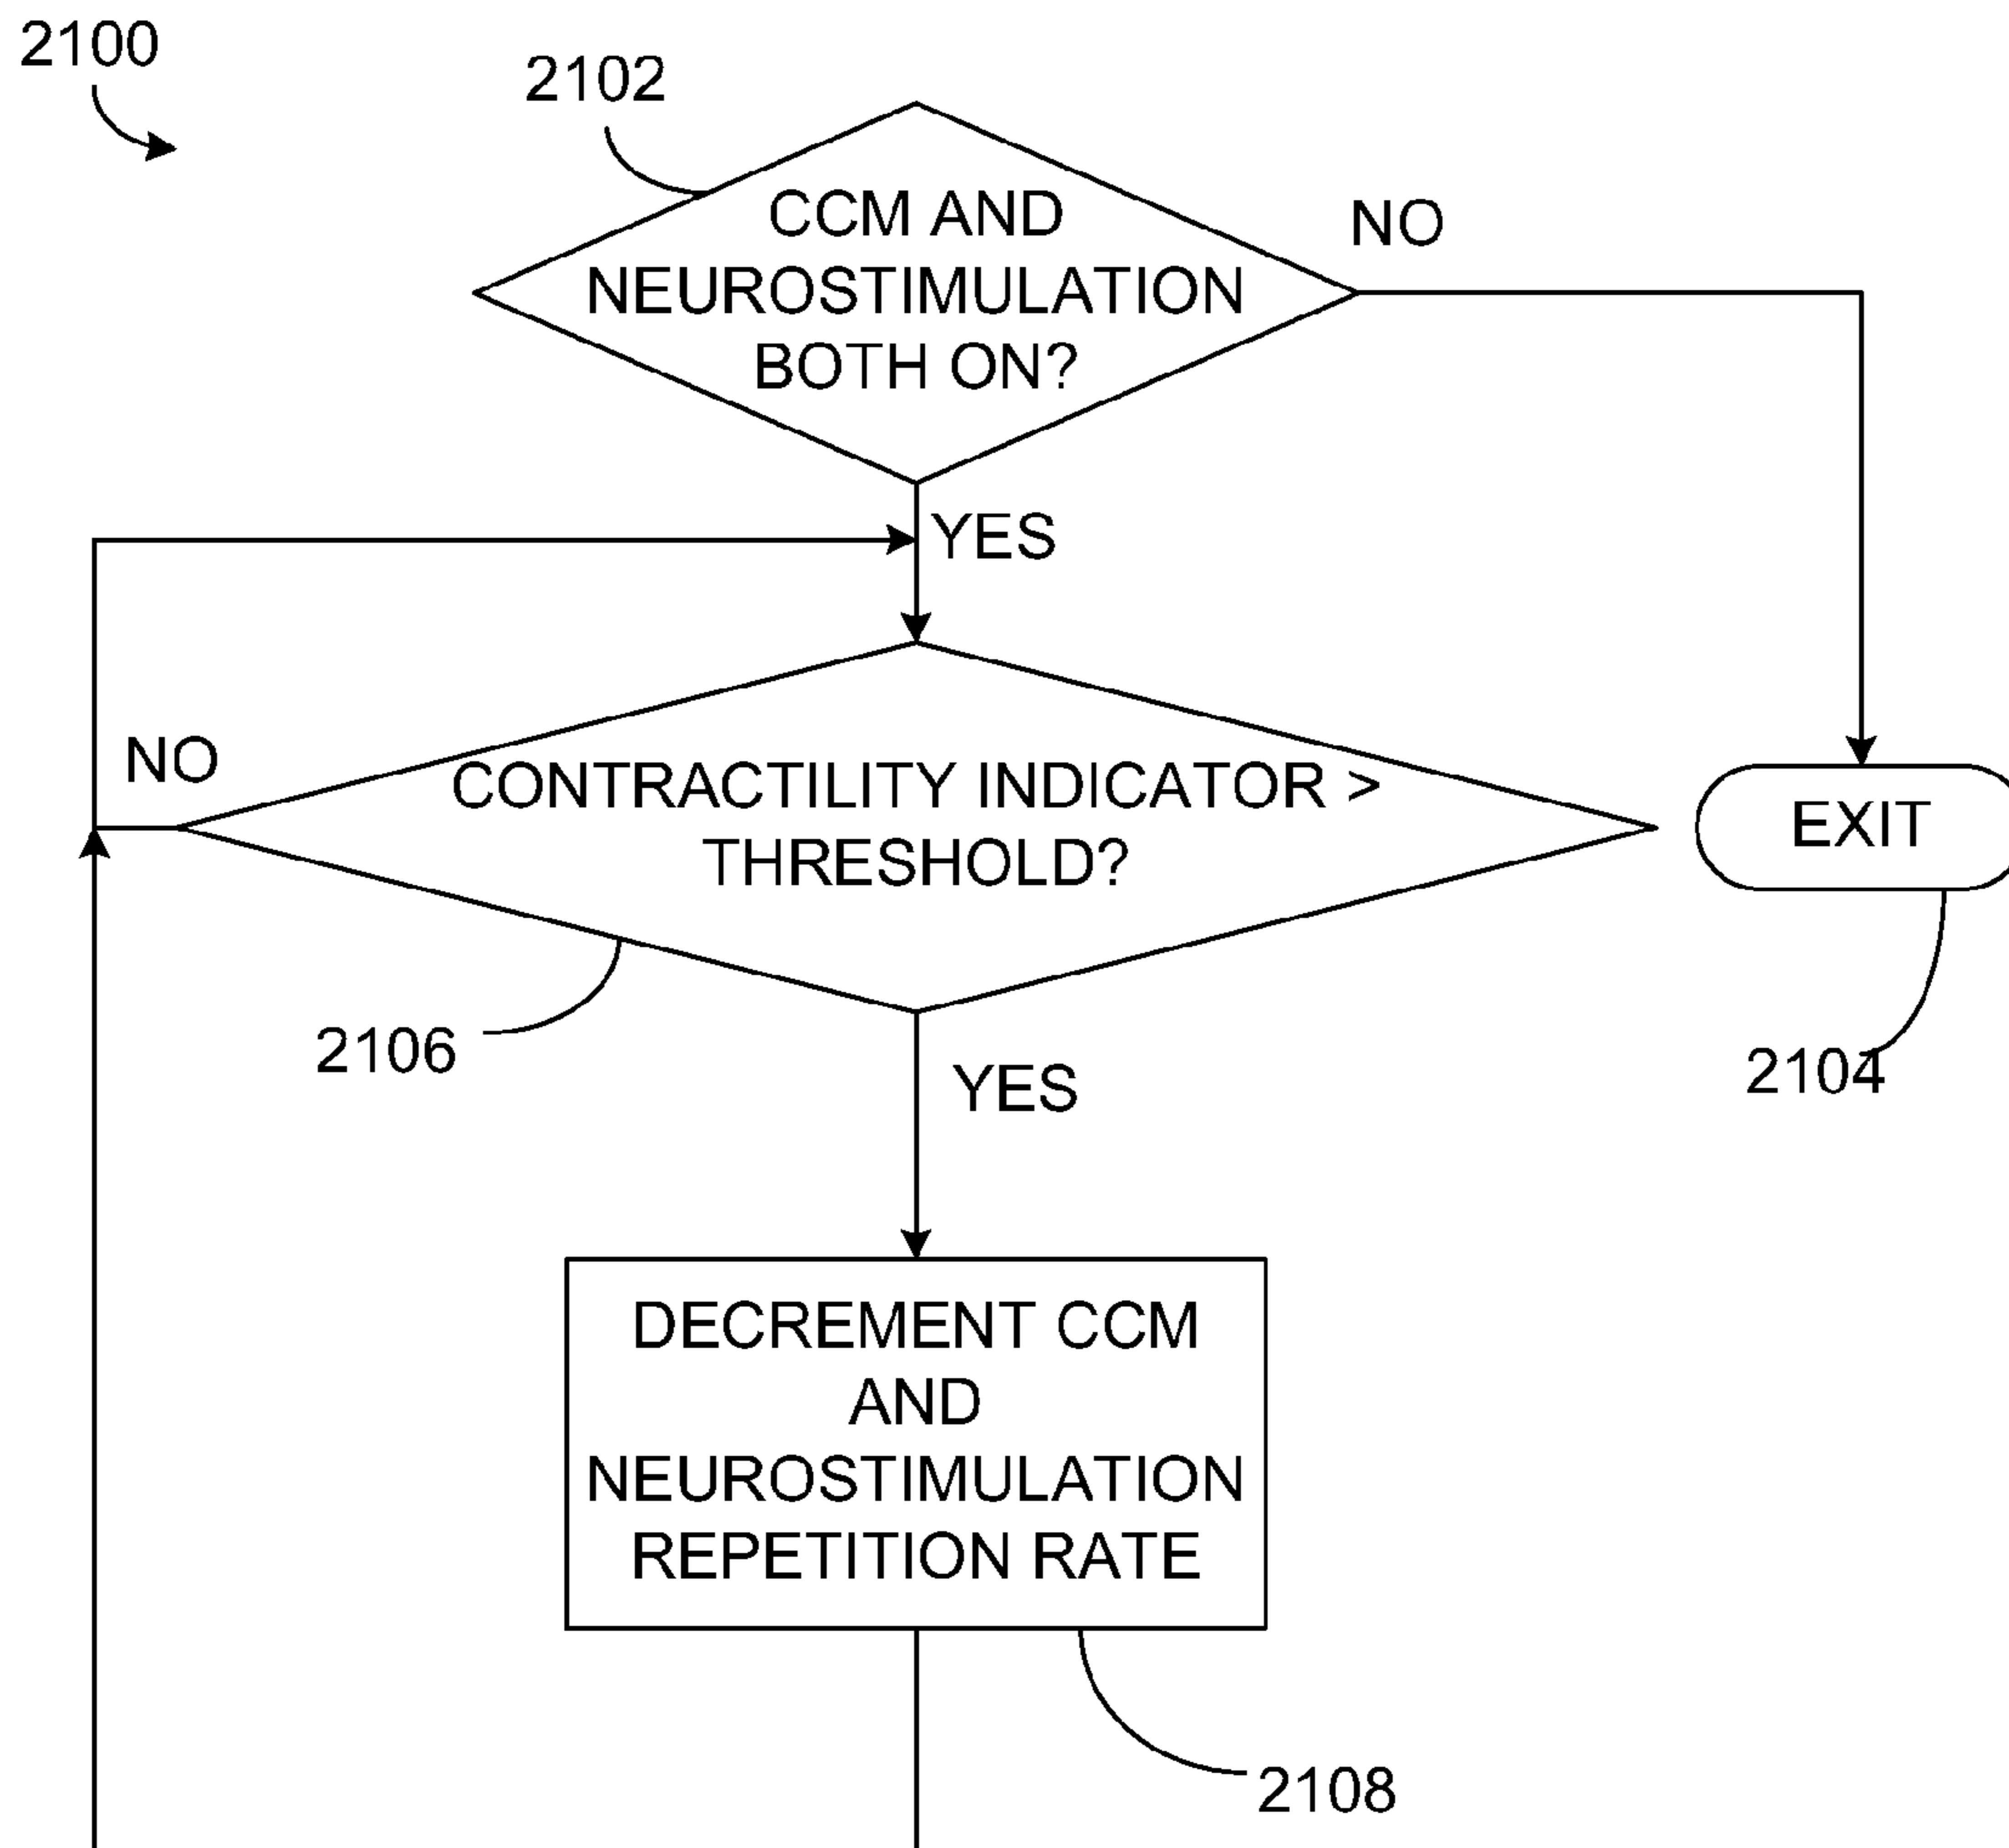 2100
2102
CCM AND
NEUROSTIMULATION
BOTH ON?
NO
YES
NO
CONTRACTILITY INDICATOR >
THRESHOLD?
EXIT
2106
2104
YES
DECREMENT CCM
AND
NEUROSTIMULATION
REPETITION RATE
2108